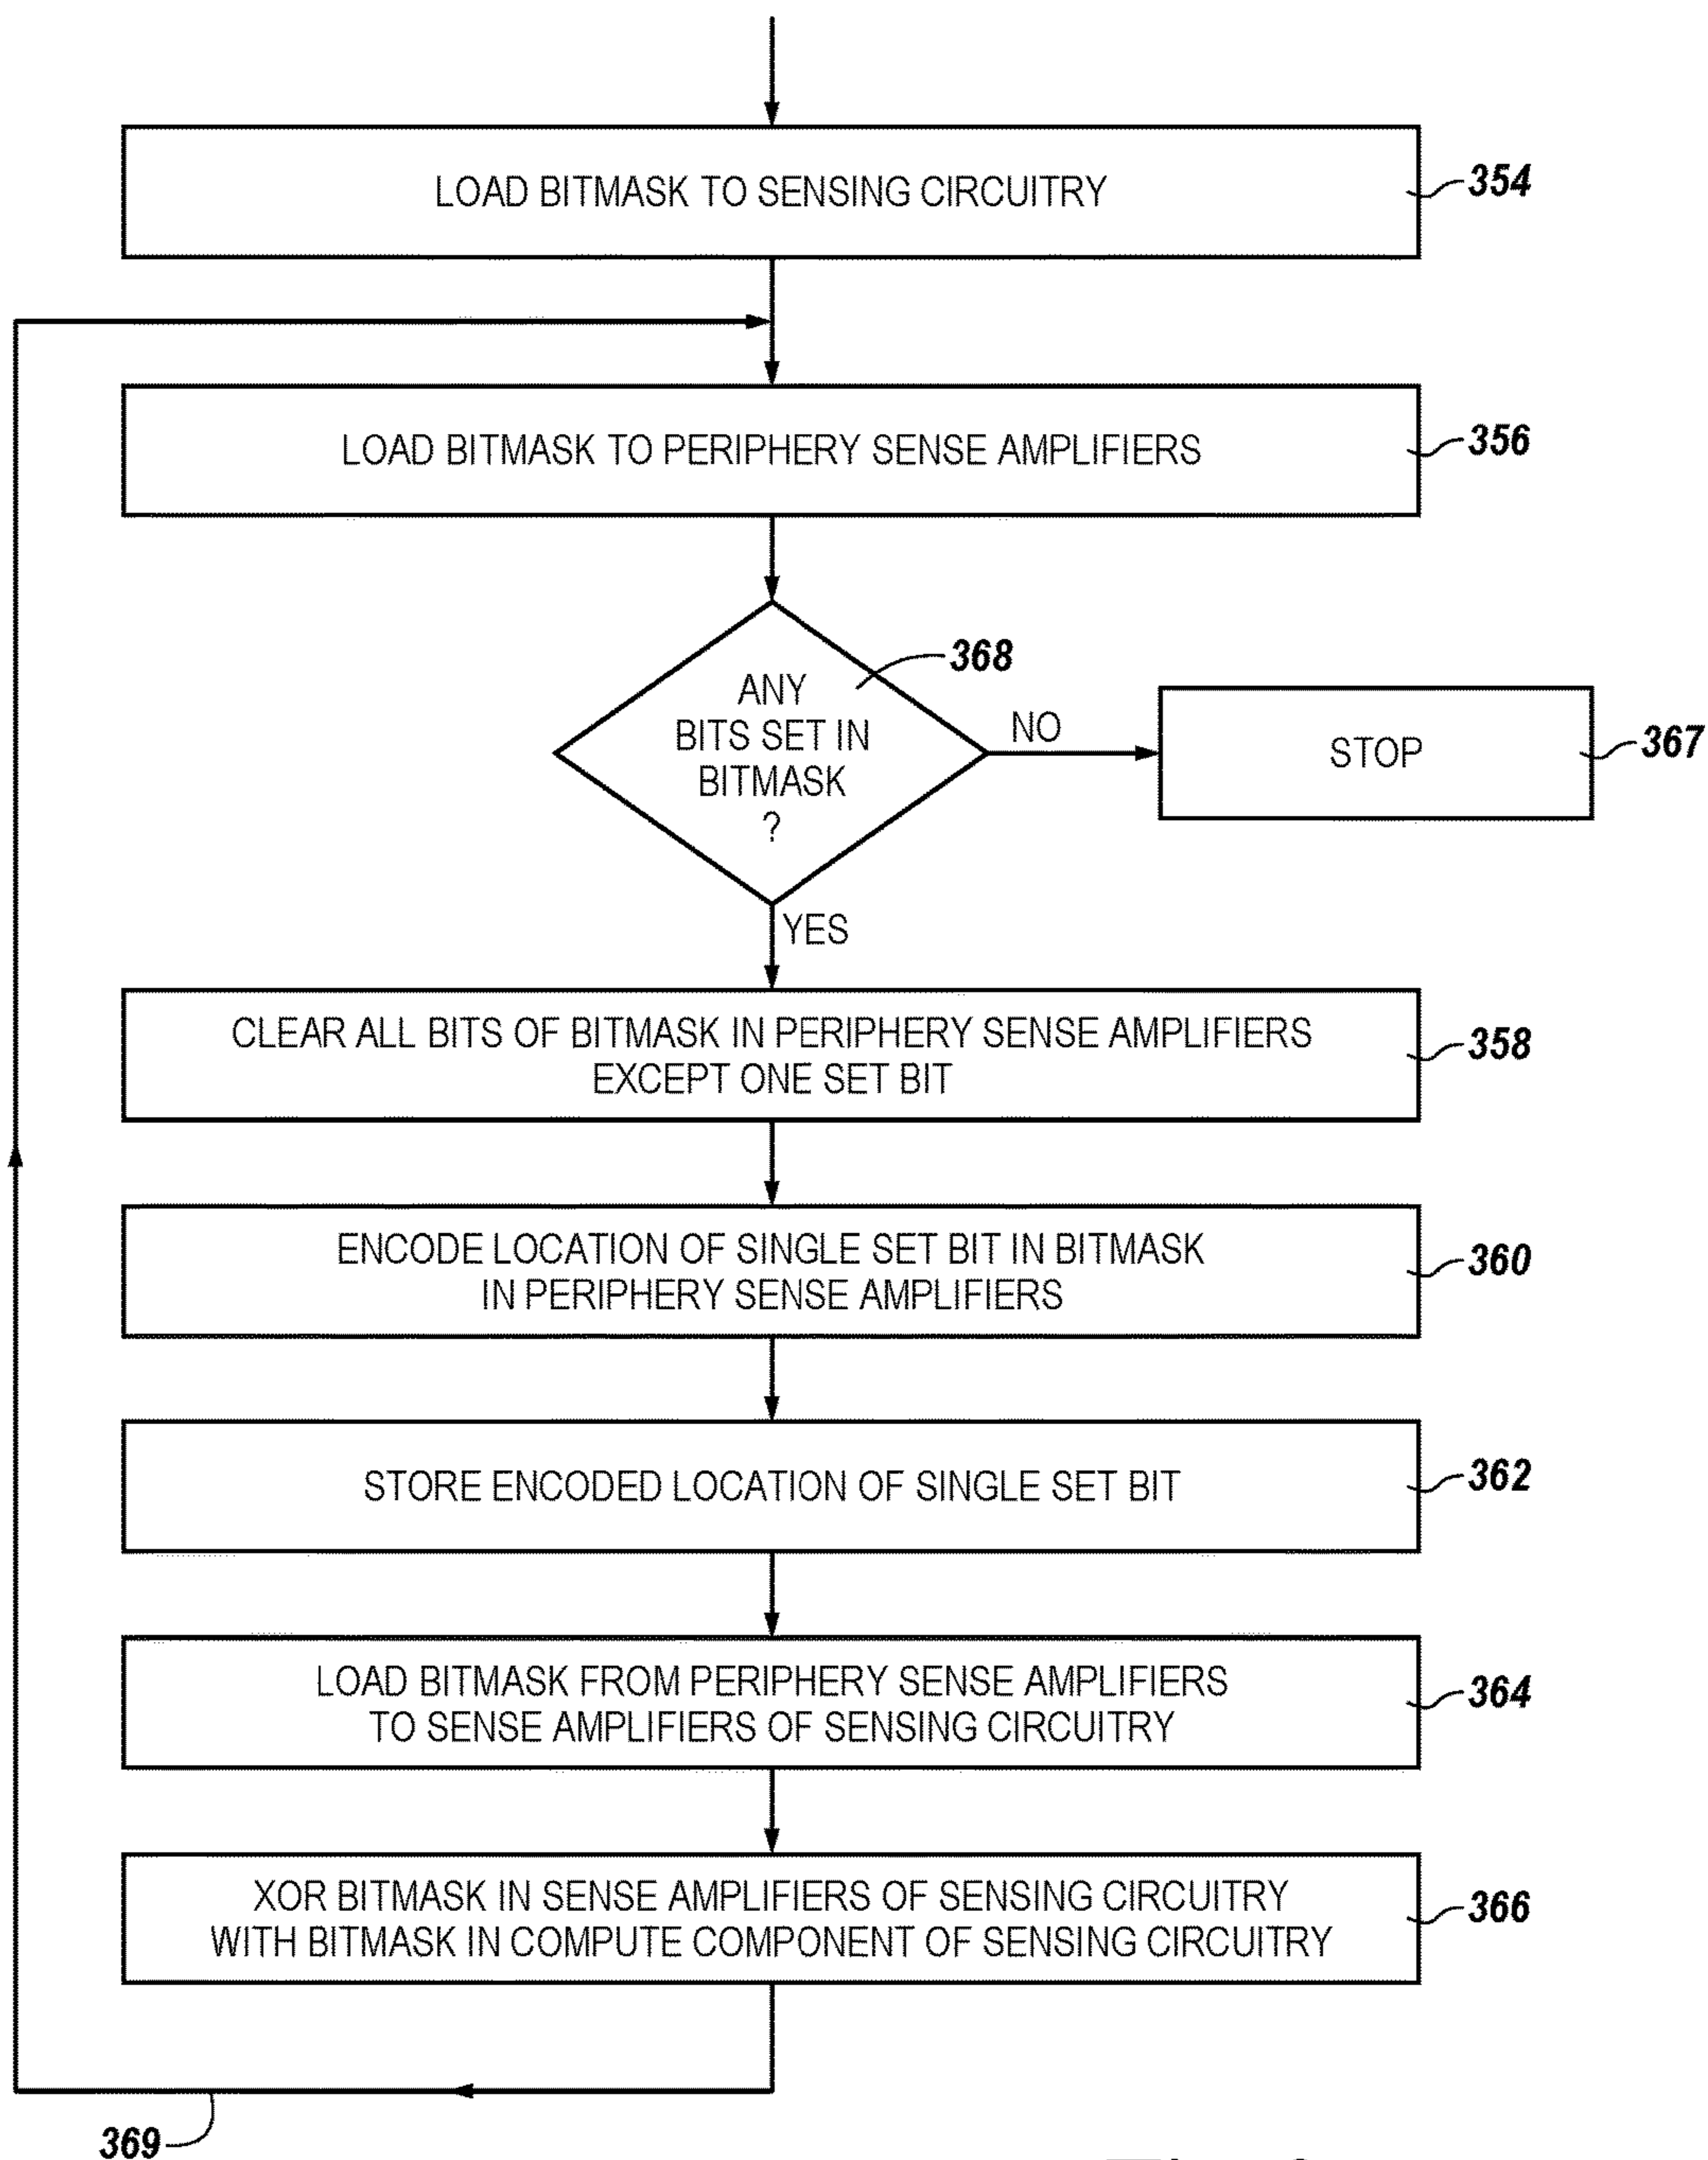 LOAD BITMASK TO SENSING CIRCUITRY
354
LOAD BITMASK TO PERIPHERY SENSE AMPLIFIERS
356
368
ANY
BITS SET IN
BITMASK
?
NO
STOP
367
YES
CLEAR ALL BITS OF BITMASK IN PERIPHERY SENSE AMPLIFIERS
EXCEPT ONE SET BIT
358
ENCODE LOCATION OF SINGLE SET BIT IN BITMASK
IN PERIPHERY SENSE AMPLIFIERS
360
STORE ENCODED LOCATION OF SINGLE SET BIT
362
LOAD BITMASK FROM PERIPHERY SENSE AMPLIFIERS
TO SENSE AMPLIFIERS OF SENSING CIRCUITRY
364
XOR BITMASK IN SENSE AMPLIFIERS OF SENSING CIRCUITRY
WITH BITMASK IN COMPUTE COMPONENT OF SENSING CIRCUITRY
366
369